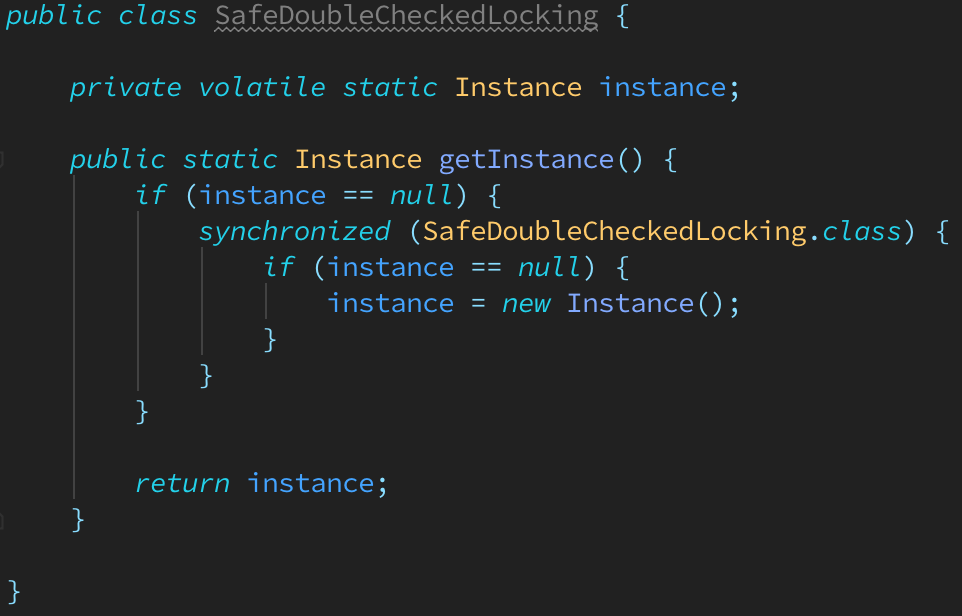 public class SafeDoubleCheckedLocking {
private volatile static Instance instance;
public static Instance getInstance() {
if (instance == null) {
synchronized (SafeDoubleCheckedLocking.class) {
if (instance == null) {
instance = new Instance();
}
}
}
return instance;
}
}